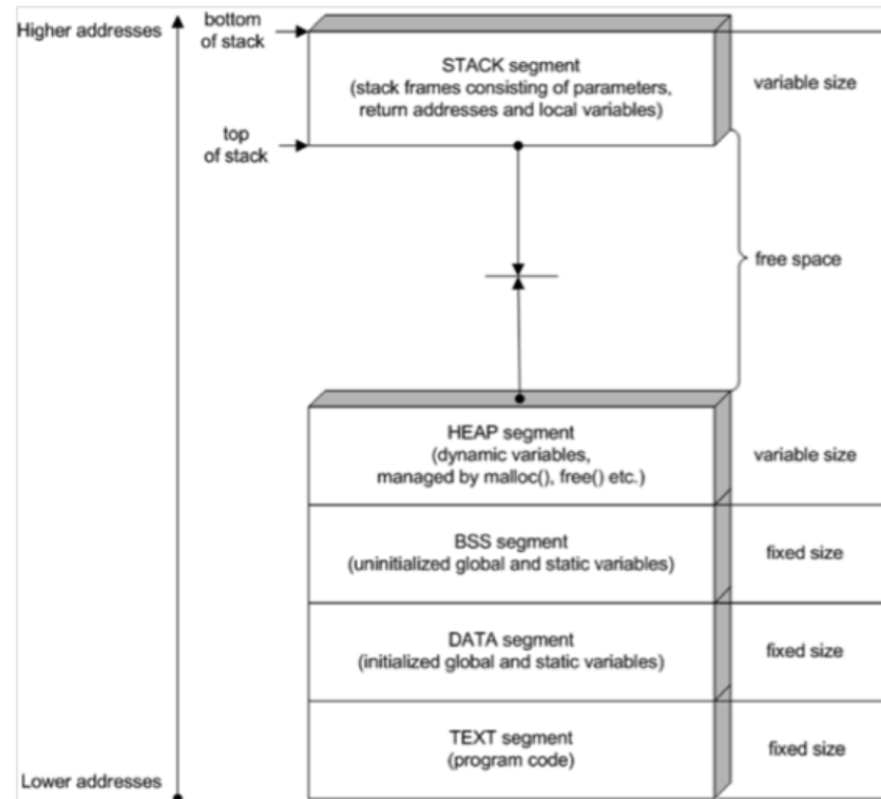 Higher addresses
bottom
of stack
STACK segment
(stack frames consisting of parameters,
return addresses and local variables)
variable size
top
of stack
free space
HEAP segment
(dynamic variables,
managed by malloc(), free() etc.)
variable size
BSS segment
(uninitialized global and static variables)
fixed size
DATA segment
(initialized global and static variables)
fixed size
TEXT segment
(program code)
fixed size
Lower addresses